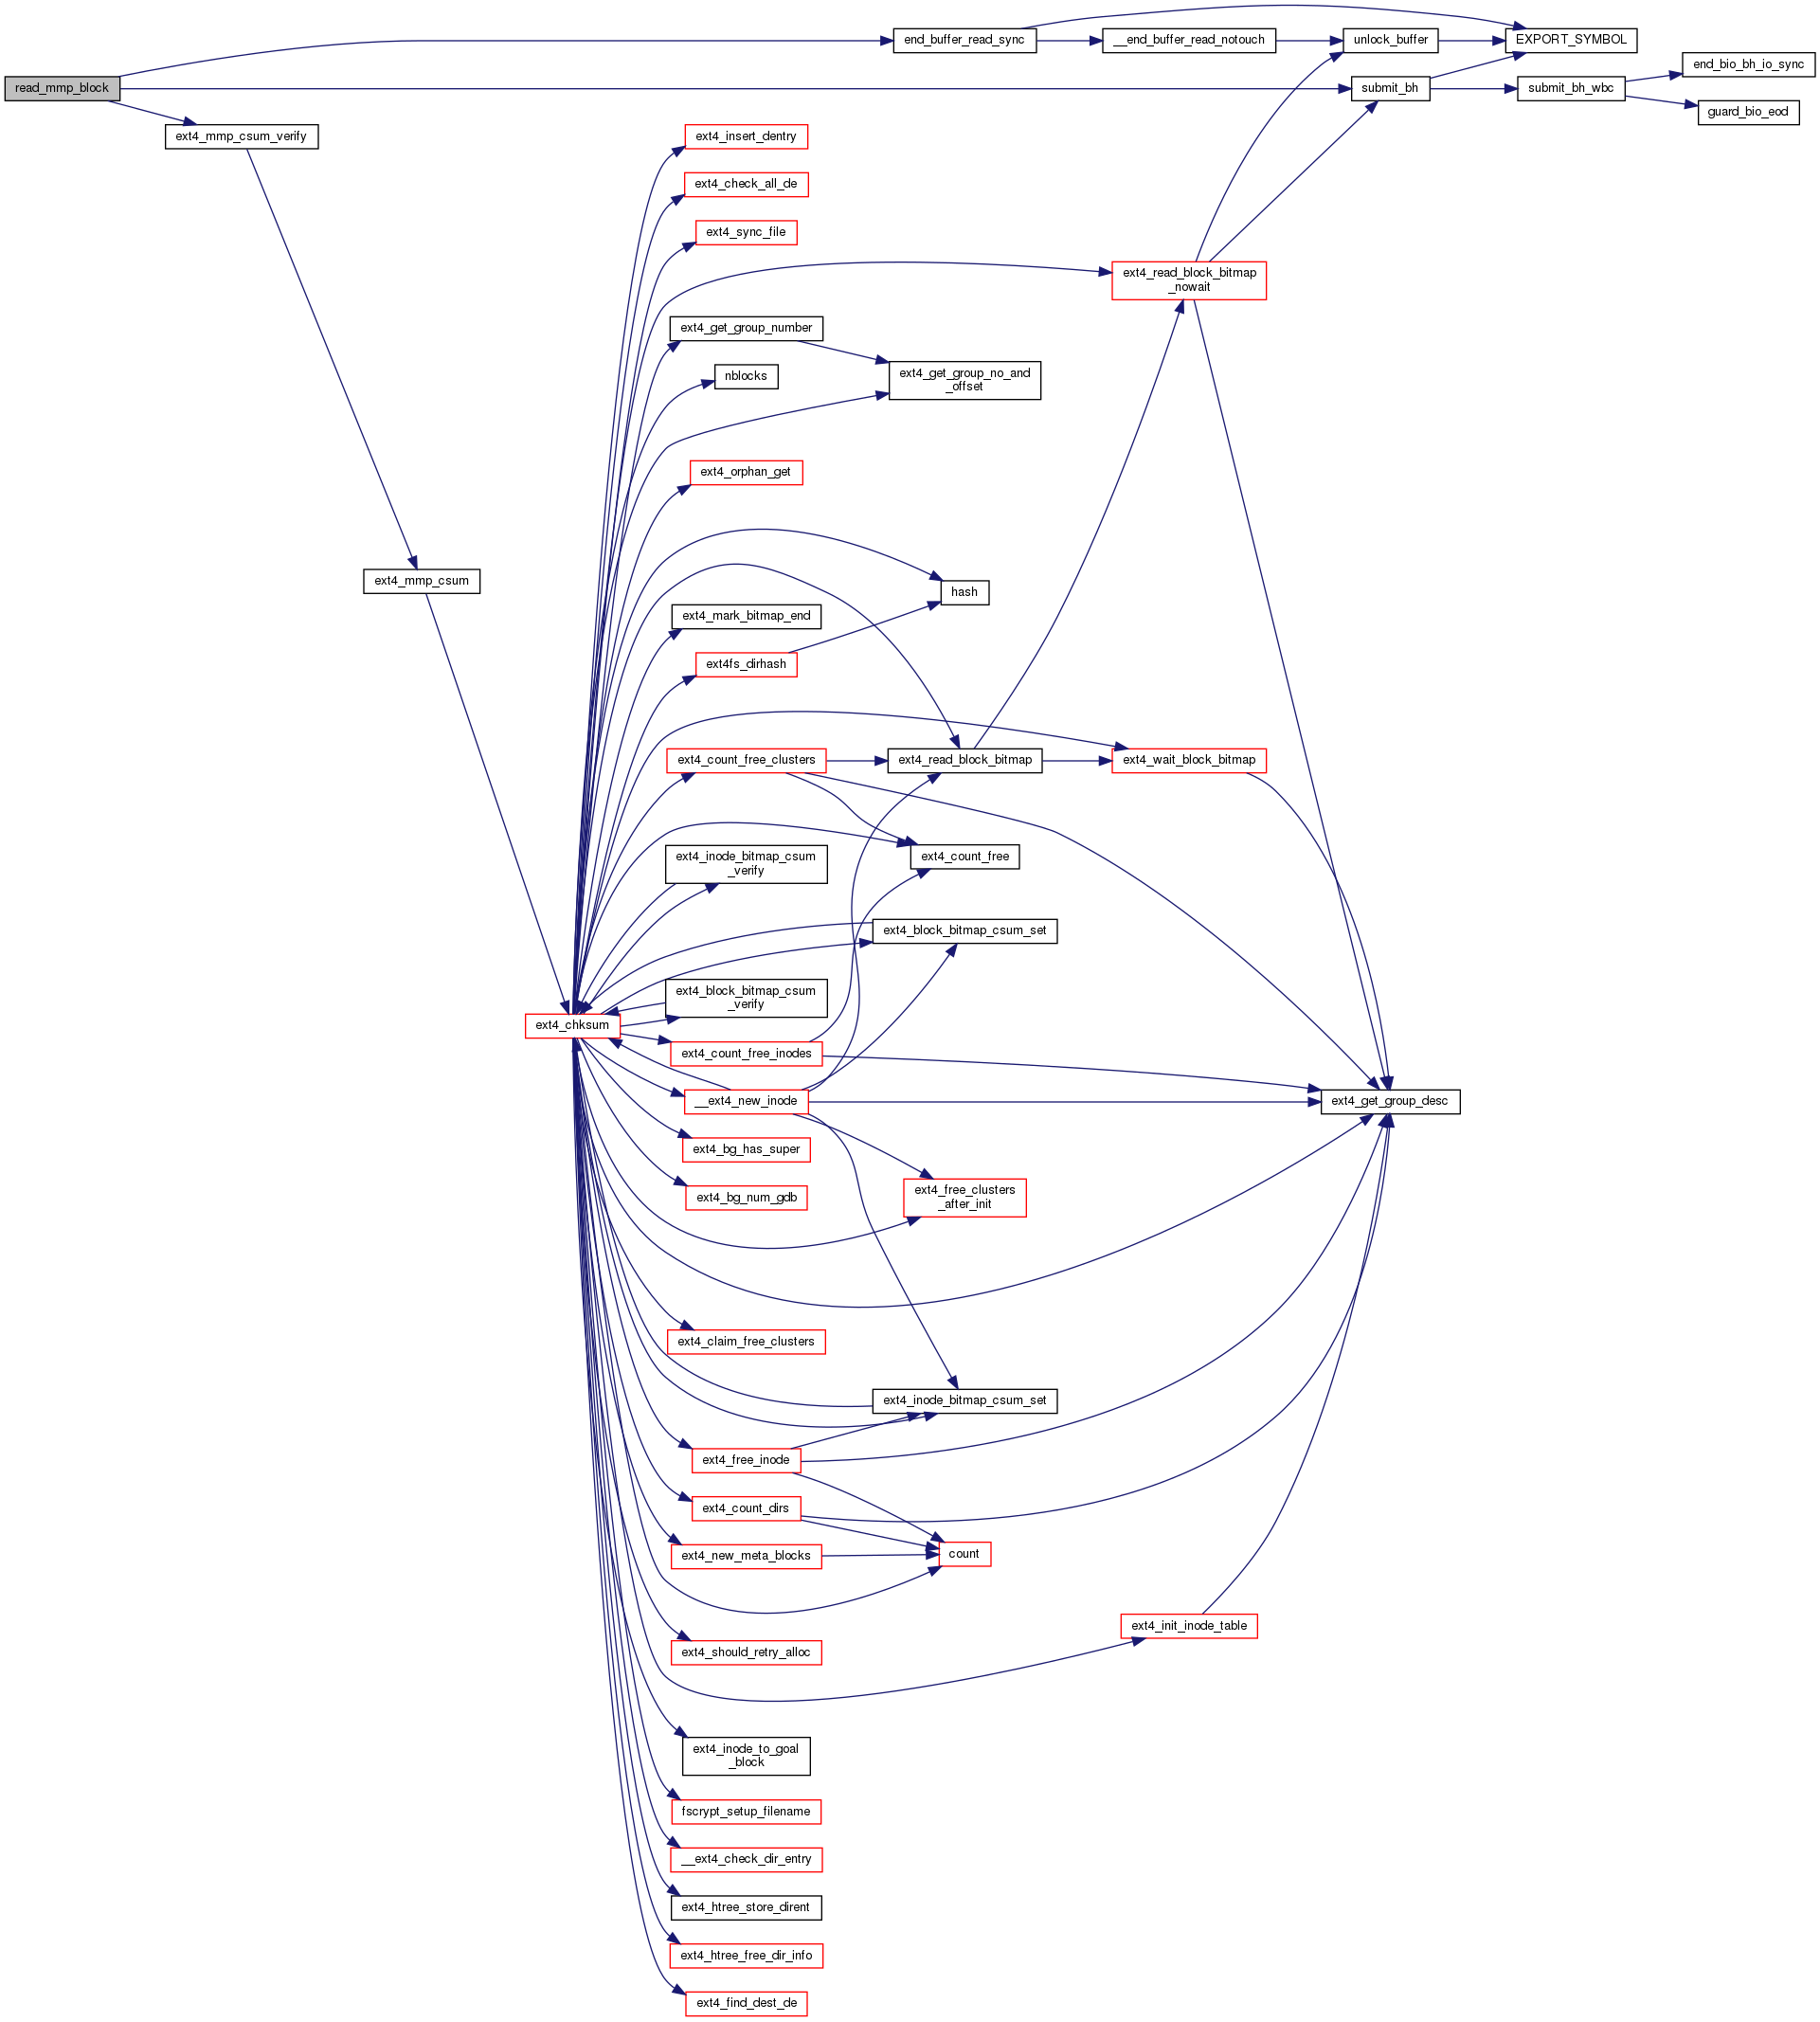 end_buffer_read_sync
__end_buffer_read_notouch
unlock_buffer
EXPORT_SYMBOL
end_bio_bh_io_sync
read_mmp_block
submit_bh
submit_bh_wbc
guard_bio_eod
ext4_mmp_csum_verify
ext4_insert_dentry
ext4_check_all_de
ext4_sync_file
ext4_read_block_bitmap
_nowait
ext4_get_group_number
nblocks
ext4_get_group_no_and
_offset
ext4_orphan_get
ext4_mmp_csum
hash
ext4_mark_bitmap_end
ext4fs_dirhash
ext4_count_free_clusters
ext4_read_block_bitmap
ext4_wait_block_bitmap
ext4_inode_bitmap_csum
_verify
ext4_count_free
ext4_block_bitmap_csum_set
ext4_block_bitmap_csum
_verify
ext4_chksum
ext4_count_free_inodes
__ext4_new_inode
ext4_get_group_desc
ext4_bg_has_super
ext4_bg_num_gdb
ext4_free_clusters
_after_init
ext4_claim_free_clusters
ext4_inode_bitmap_csum_set
ext4_free_inode
ext4_count_dirs
ext4_new_meta_blocks
count
ext4_init_inode_table
ext4_should_retry_alloc
ext4_inode_to_goal
_block
fscrypt_setup_filename
__ext4_check_dir_entry
ext4_htree_store_dirent
ext4_htree_free_dir_info
ext4_find_dest_de